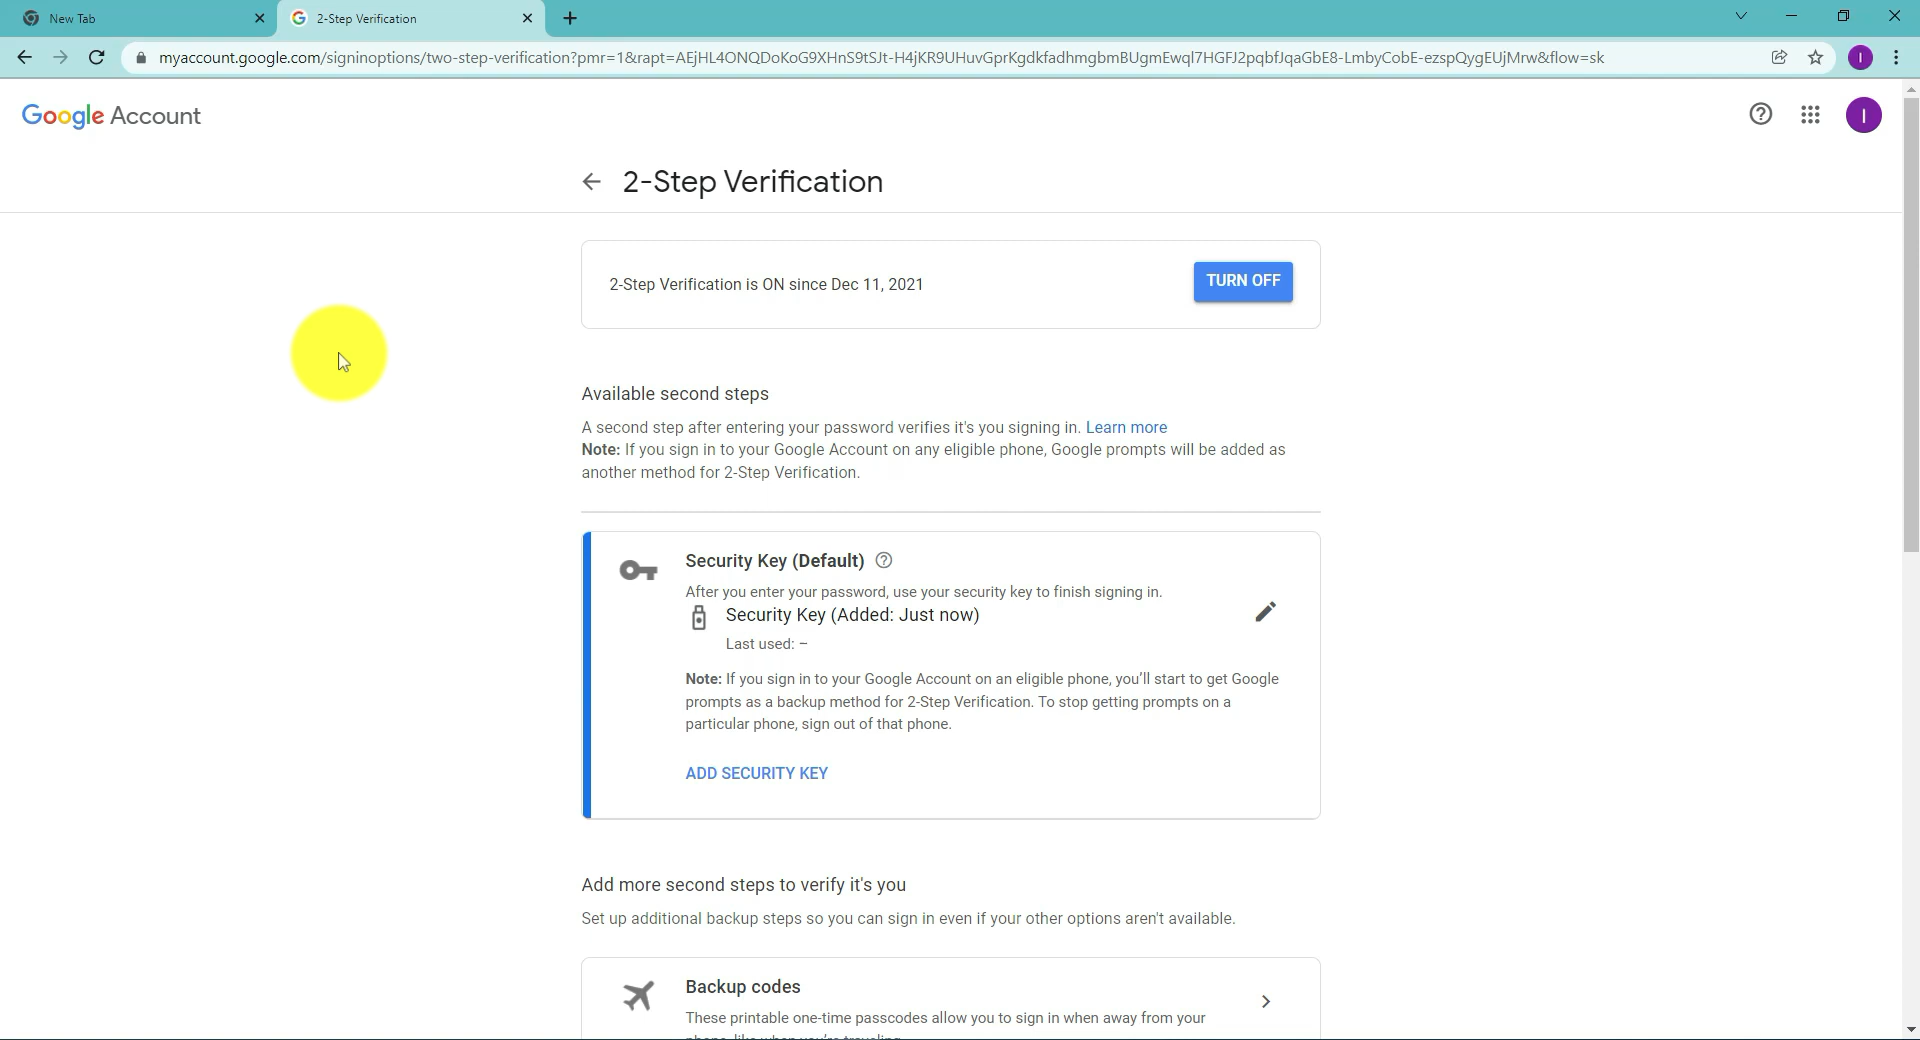 New Tab
2-Step Verification
myaccount.google.com/signinoptions/two-step-verification?pmr=1&rapt=AEjHL4ONQDoKoG9XHnS9tSJt-H4jKR9UHuvGprKgdkfadhmgbmBUgmEwql7HGFJ2pqbfJqaGbE8-LmbyCobE-ezspQygEUjMrw&flow=sk
I
Google Account
I
2-Step Verification
2-Step Verification is ON since Dec 11, 2021
TURN OFF
Available second steps
A second step after entering your password verifies it's you signing in. Learn more
Note: If you sign in to your Google Account on any eligible phone, Google prompts will be added as
another method for 2-Step Verification.
Security Key (Default)
After you enter your password, use your security key to finish signing in.
Security Key (Added: Just now)
Last used: –
Note: If you sign in to your Google Account on an eligible phone, you’ll start to get Google
prompts as a backup method for 2-Step Verification. To stop getting prompts on a
particular phone, sign out of that phone.
ADD SECURITY KEY
Add more second steps to verify it's you
Set up additional backup steps so you can sign in even if your other options aren't available.
Backup codes
These printable one-time passcodes allow you to sign in when away from your